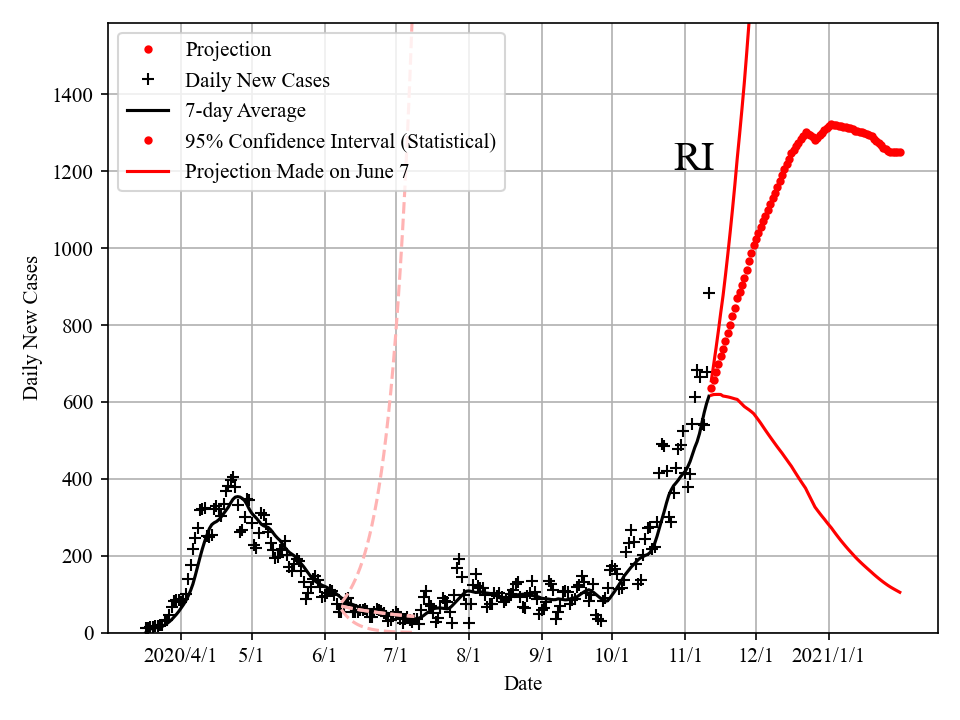 Projection
Daily New Cases
7-day Average
95% Confidence Interval (Statistical)
Projection Made on June 7
RI
Daily New Cases
1400
1200
1000
800
600
400
200
0
2020/4/1 5/1 6/1 7/1 8/1 9/1 10/1 11/1 12/1 2021/1/1
Date